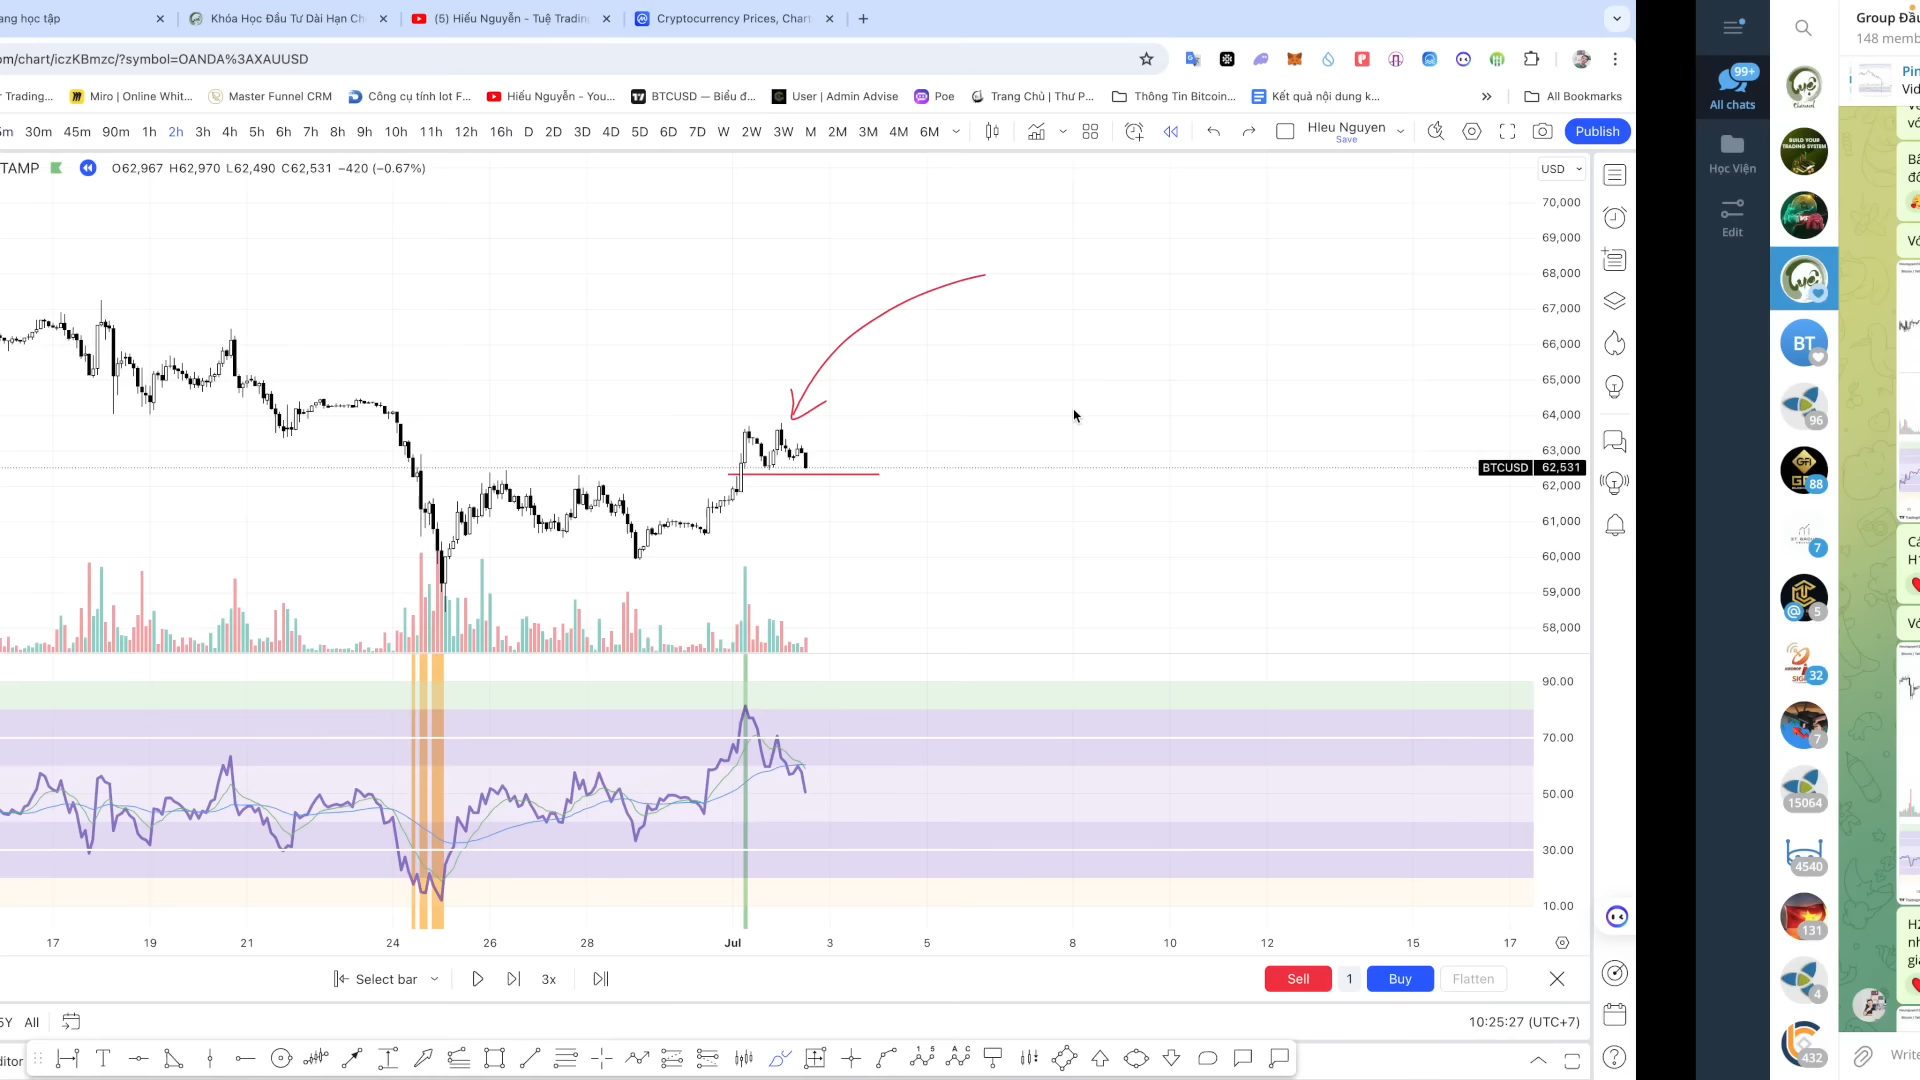 ang học tập
Khóa Học Đầu Tư Dài Hạn Ch
(5) Hiếu Nguyễn - Tuệ Trading
Cryptocurrency Prices, Chart
om/chart/iczKBmzc/?symbol=OANDA%3AXAUUSD
r Trading...
Miro | Online Whit...
Master Funnel CRM
Công cụ tính lot F...
Hiếu Nguyễn - You...
BTCUSD — Biểu đ...
User | Admin Advise
Poe
Trang Chủ | Thư P...
Thông Tin Bitcoin...
Kết quả nội dung k...
All Bookmarks
5m 30m 45m 90m 1h 2h 3h 4h 5h 6h 7h 8h 9h 10h 11h 12h 16h D 2D 3D 4D 5D 6D 7D W 2W 3W M 2M 3M 4M 6M
HIeu Nguyen
Save
Publish
TAMP O62,967 H62,970 L62,490 C62,531 −420 (−0.67%)
USD
70,000
69,000
68,000
67,000
66,000
65,000
64,000
63,000
BTCUSD 62,531
62,000
61,000
60,000
59,000
58,000
90.00
70.00
50.00
30.00
10.00
17 19 21 24 26 28 Jul 3 5 8 10 12 15 17
Select bar
3x
Sell
1
Buy
Flatten
5Y All
10:25:27 (UTC+7)
ditor
99+
All chats
Học Viện
Edit
BUILD YOUR
TRADING SYSTEM
BT
96
88
7
5
32
7
15064
4540
131
4
432
Group Đầu
148 memb
Pin
Vid
H2
Write